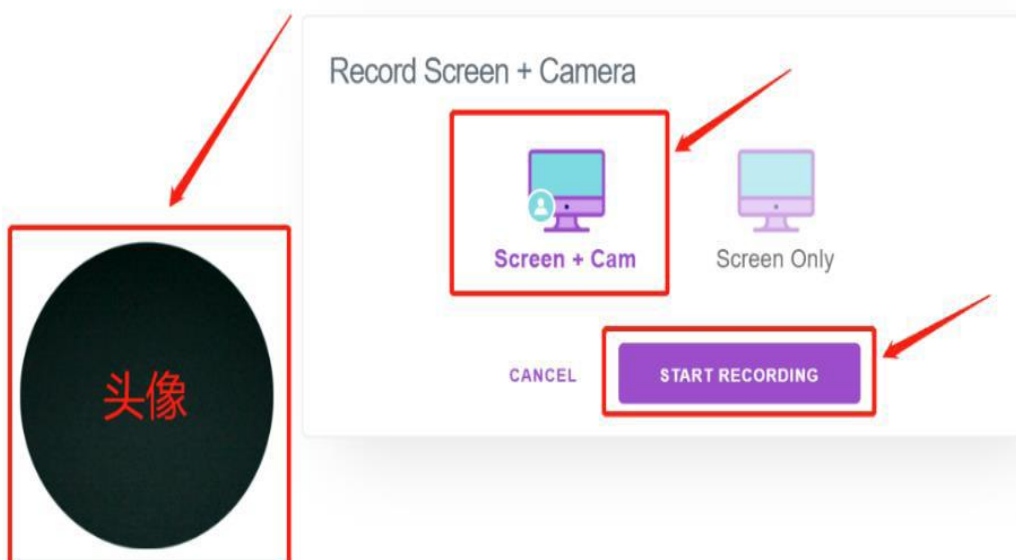 Record Screen + Camera
Screen + Cam
Screen Only
CANCEL
START RECORDING
头像